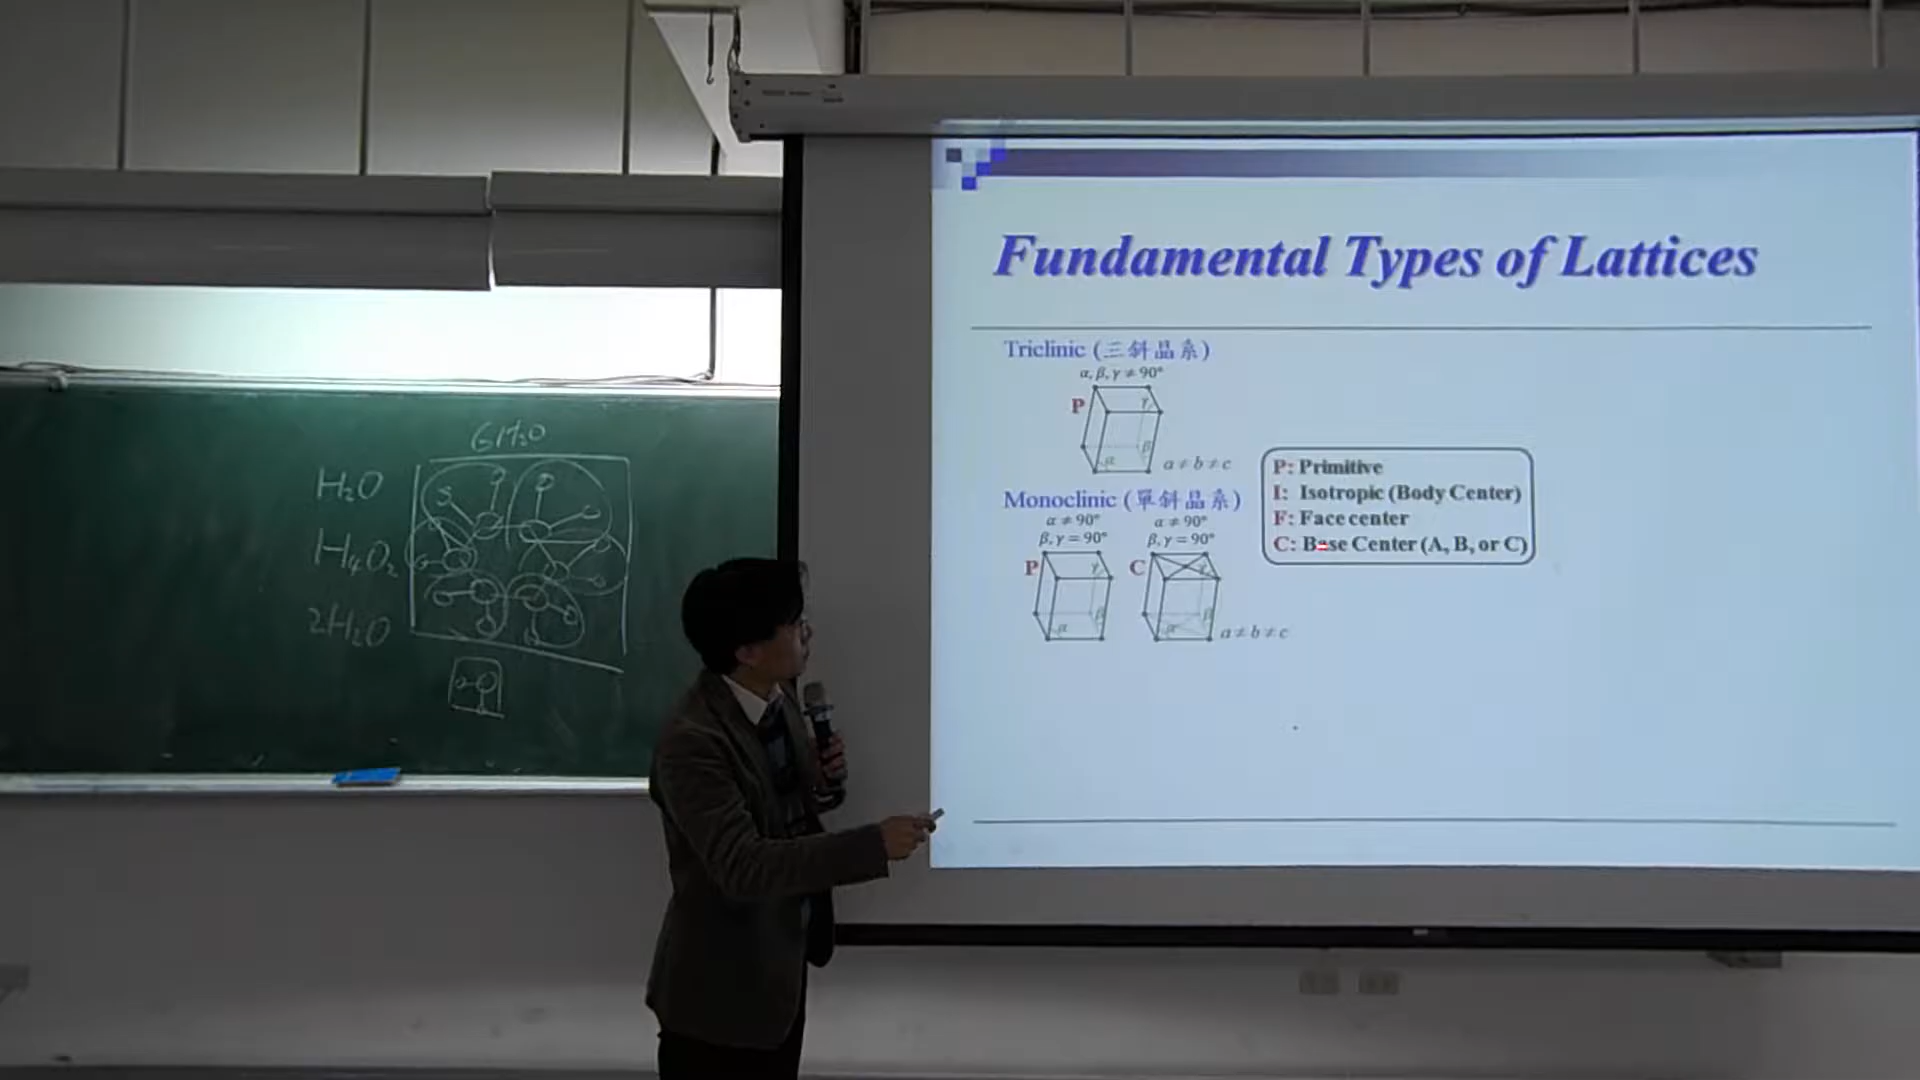 Fundamental Types of Lattices
Triclinic (三斜晶系)
α, β, γ ≠ 90°
P
γ
β
α
a ≠ b ≠ c
Monoclinic (單斜晶系)
α ≠ 90°
β, γ = 90°
P
γ
β
α
α ≠ 90°
β, γ = 90°
C
γ
β
α
a ≠ b ≠ c
P: Primitive
I: Isotropic (Body Center)
F: Face center
C: Base Center (A, B, or C)
6H₂O
H₂O
H₄O₂
2H₂O